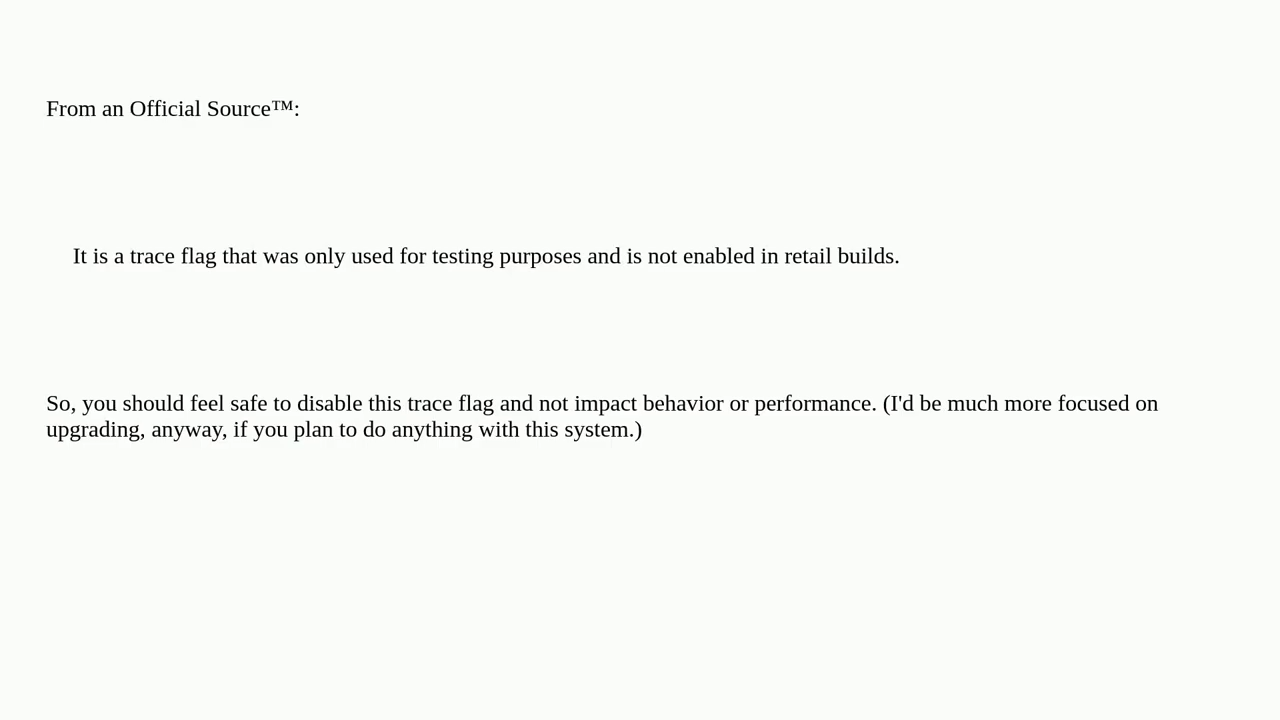 From an Official Source™:
It is a trace flag that was only used for testing purposes and is not enabled in retail builds.
So, you should feel safe to disable this trace flag and not impact behavior or performance. (I'd be much more focused on
upgrading, anyway, if you plan to do anything with this system.)